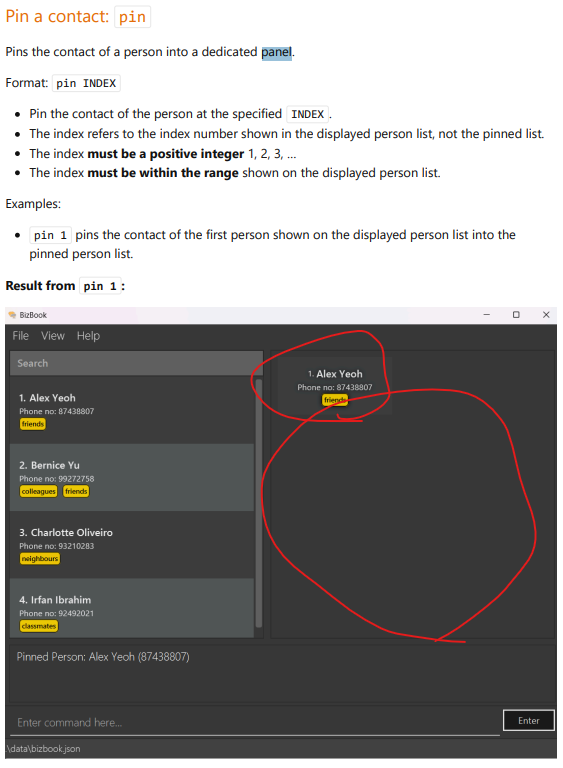 Pin a contact: pin
Pins the contact of a person into a dedicated panel.
Format: pin INDEX
• Pin the contact of the person at the specified INDEX.
• The index refers to the index number shown in the displayed person list, not the pinned list.
• The index must be a positive integer 1, 2, 3, …
• The index must be within the range shown on the displayed person list.
Examples:
• pin 1 pins the contact of the first person shown on the displayed person list into the
pinned person list.
Result from pin 1 :
BizBook
File View Help
Search
1. Alex Yeoh
Phone no: 87438807
friends
2. Bernice Yu
Phone no: 99272758
colleagues friends
3. Charlotte Oliveiro
Phone no: 93210283
neighbours
4. Irfan Ibrahim
Phone no: 92492021
classmates
1. Alex Yeoh
Phone no: 87438807
friends
Pinned Person: Alex Yeoh (87438807)
Enter command here...
Enter
.\data\bizbook.json